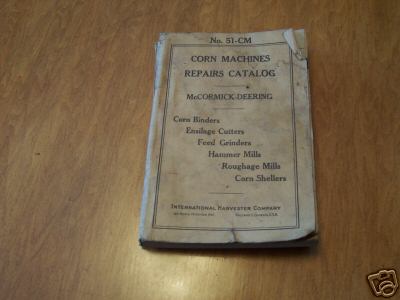 No. 51-CM
CORN MACHINES
REPAIRS CATALOG
McCORMICK-DEERING
Corn Binders
Ensilage Cutters
Feed Grinders
Hammer Mills
Roughage Mills
Corn Shellers
INTERNATIONAL HARVESTER COMPANY